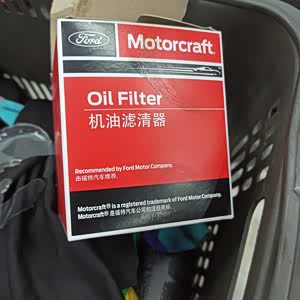 Ford
Motorcraft
Oil Filter
机油滤清器
Recommended by Ford Motor Company.
由福特汽车推荐.
Motorcraft® is a registered trademark of Ford Motor Company.
Motorcraft® 是福特汽车公司的注册商标.